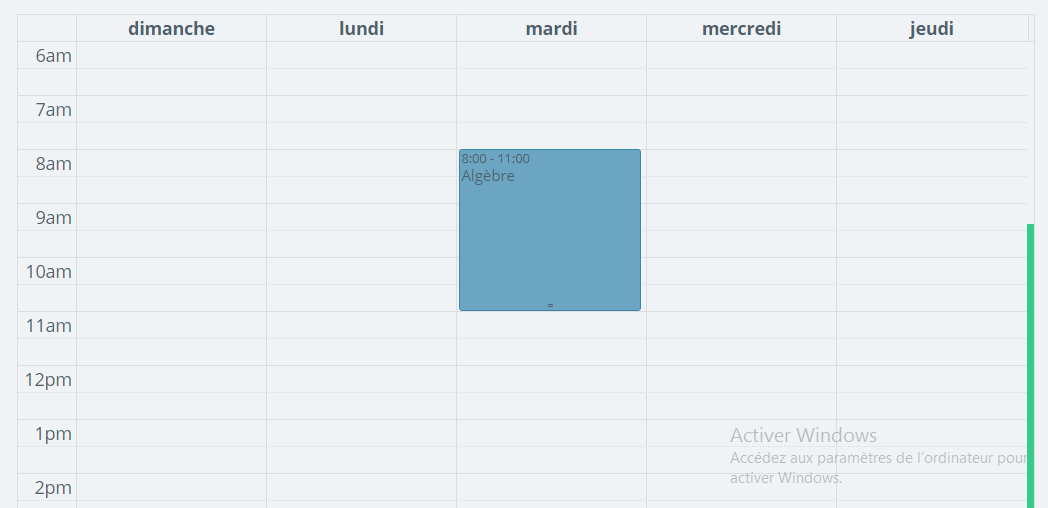 dimanche lundi mardi mercredi jeudi
6am
7am
8am
8:00 - 11:00
Algèbre
9am
10am
=
11am
12pm
1pm
Activer Windows
Accédez aux paramètres de l'ordinateur pour
activer Windows.
2pm